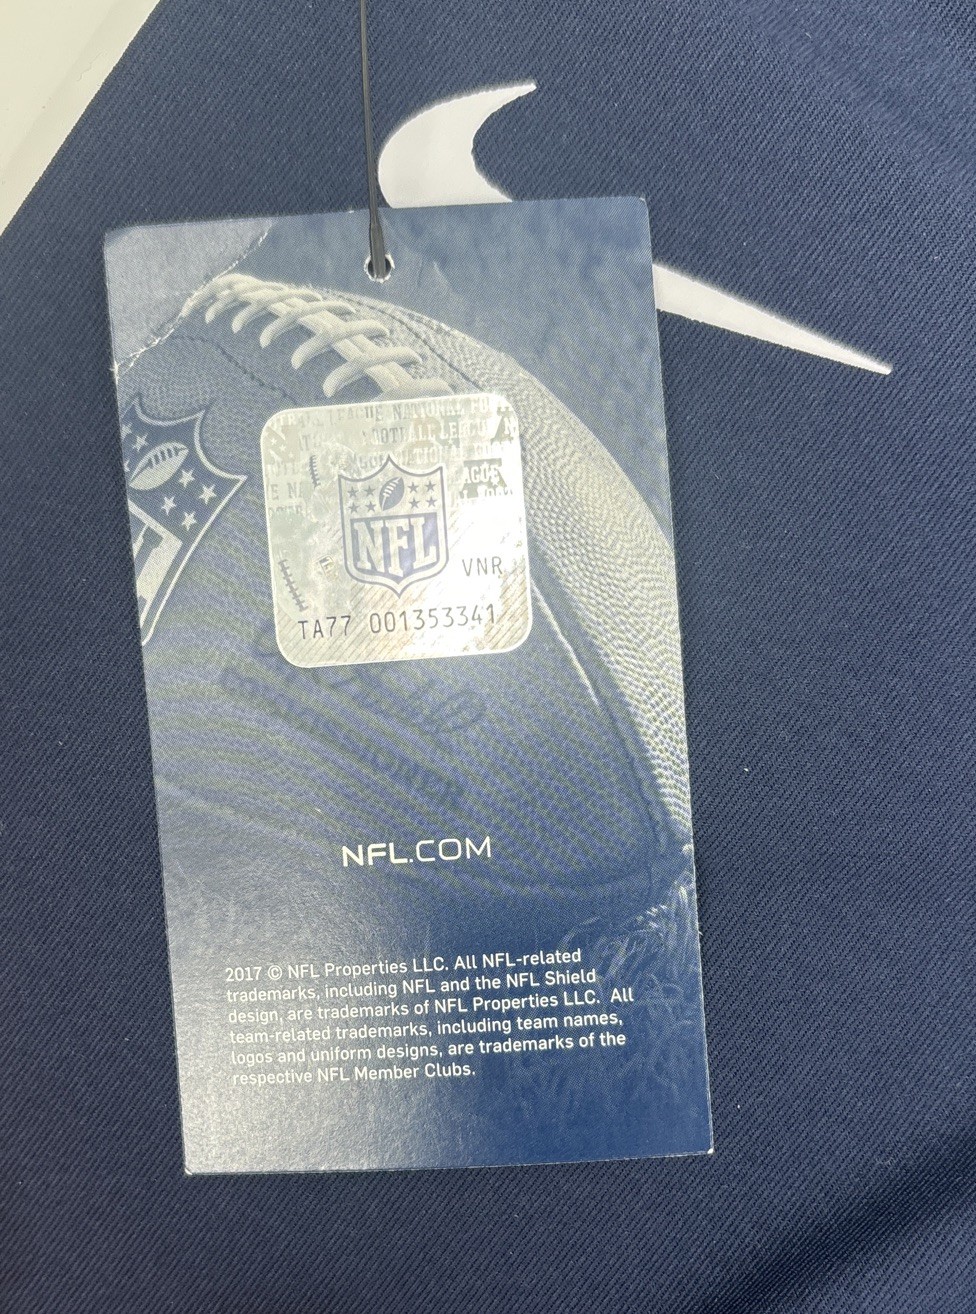 NFL
VNR
TA77 001353341
NFL.COM
2017 © NFL Properties LLC. All NFL-related
trademarks, including NFL and the NFL Shield
design, are trademarks of NFL Properties LLC. All
team-related trademarks, including team names,
logos and uniform designs, are trademarks of the
respective NFL Member Clubs.